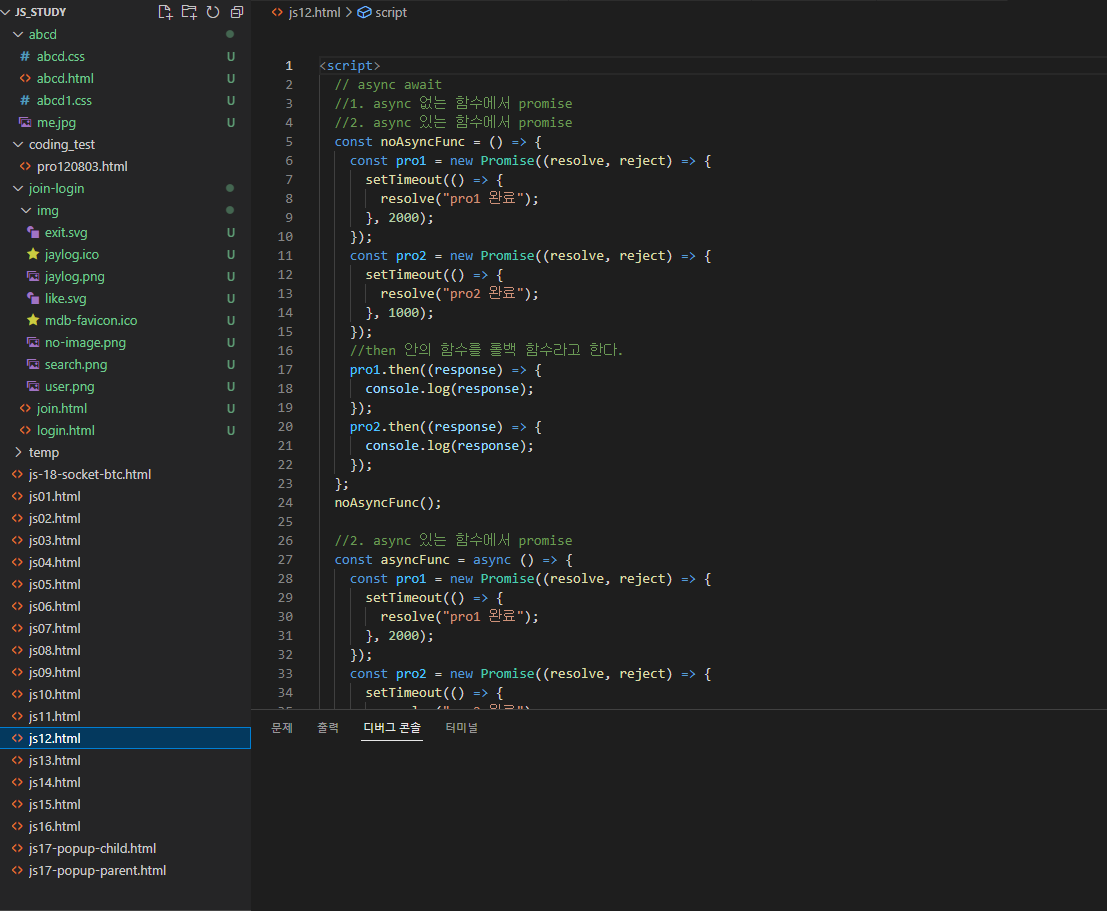 JS_STUDY
abcd
# abcd.css U
<> abcd.html U
# abcd1.css U
me.jpg U
coding_test
<> pro120803.html
join-login
img
exit.svg U
jaylog.ico U
jaylog.png U
like.svg U
mdb-favicon.ico U
no-image.png U
search.png U
user.png U
<> join.html U
<> login.html U
temp
<> js-18-socket-btc.html
<> js01.html
<> js02.html
<> js03.html
<> js04.html
<> js05.html
<> js06.html
<> js07.html
<> js08.html
<> js09.html
<> js10.html
<> js11.html
<> js12.html
<> js13.html
<> js14.html
<> js15.html
<> js16.html
<> js17-popup-child.html
<> js17-popup-parent.html
<> js12.html > script
1 <script>
2 // async await
3 //1. async 없는 함수에서 promise
4 //2. async 있는 함수에서 promise
5 const noAsyncFunc = () => {
6 const pro1 = new Promise((resolve, reject) => {
7 setTimeout(() => {
8 resolve("pro1 완료");
9 }, 2000);
10 });
11 const pro2 = new Promise((resolve, reject) => {
12 setTimeout(() => {
13 resolve("pro2 완료");
14 }, 1000);
15 });
16 //then 안의 함수를 콜백 함수라고 한다.
17 pro1.then((response) => {
18 console.log(response);
19 });
20 pro2.then((response) => {
21 console.log(response);
22 });
23 };
24 noAsyncFunc();
25
26 //2. async 있는 함수에서 promise
27 const asyncFunc = async () => {
28 const pro1 = new Promise((resolve, reject) => {
29 setTimeout(() => {
30 resolve("pro1 완료");
31 }, 2000);
32 });
33 const pro2 = new Promise((resolve, reject) => {
34 setTimeout(() => {
문제 출력 디버그 콘솔 터미널